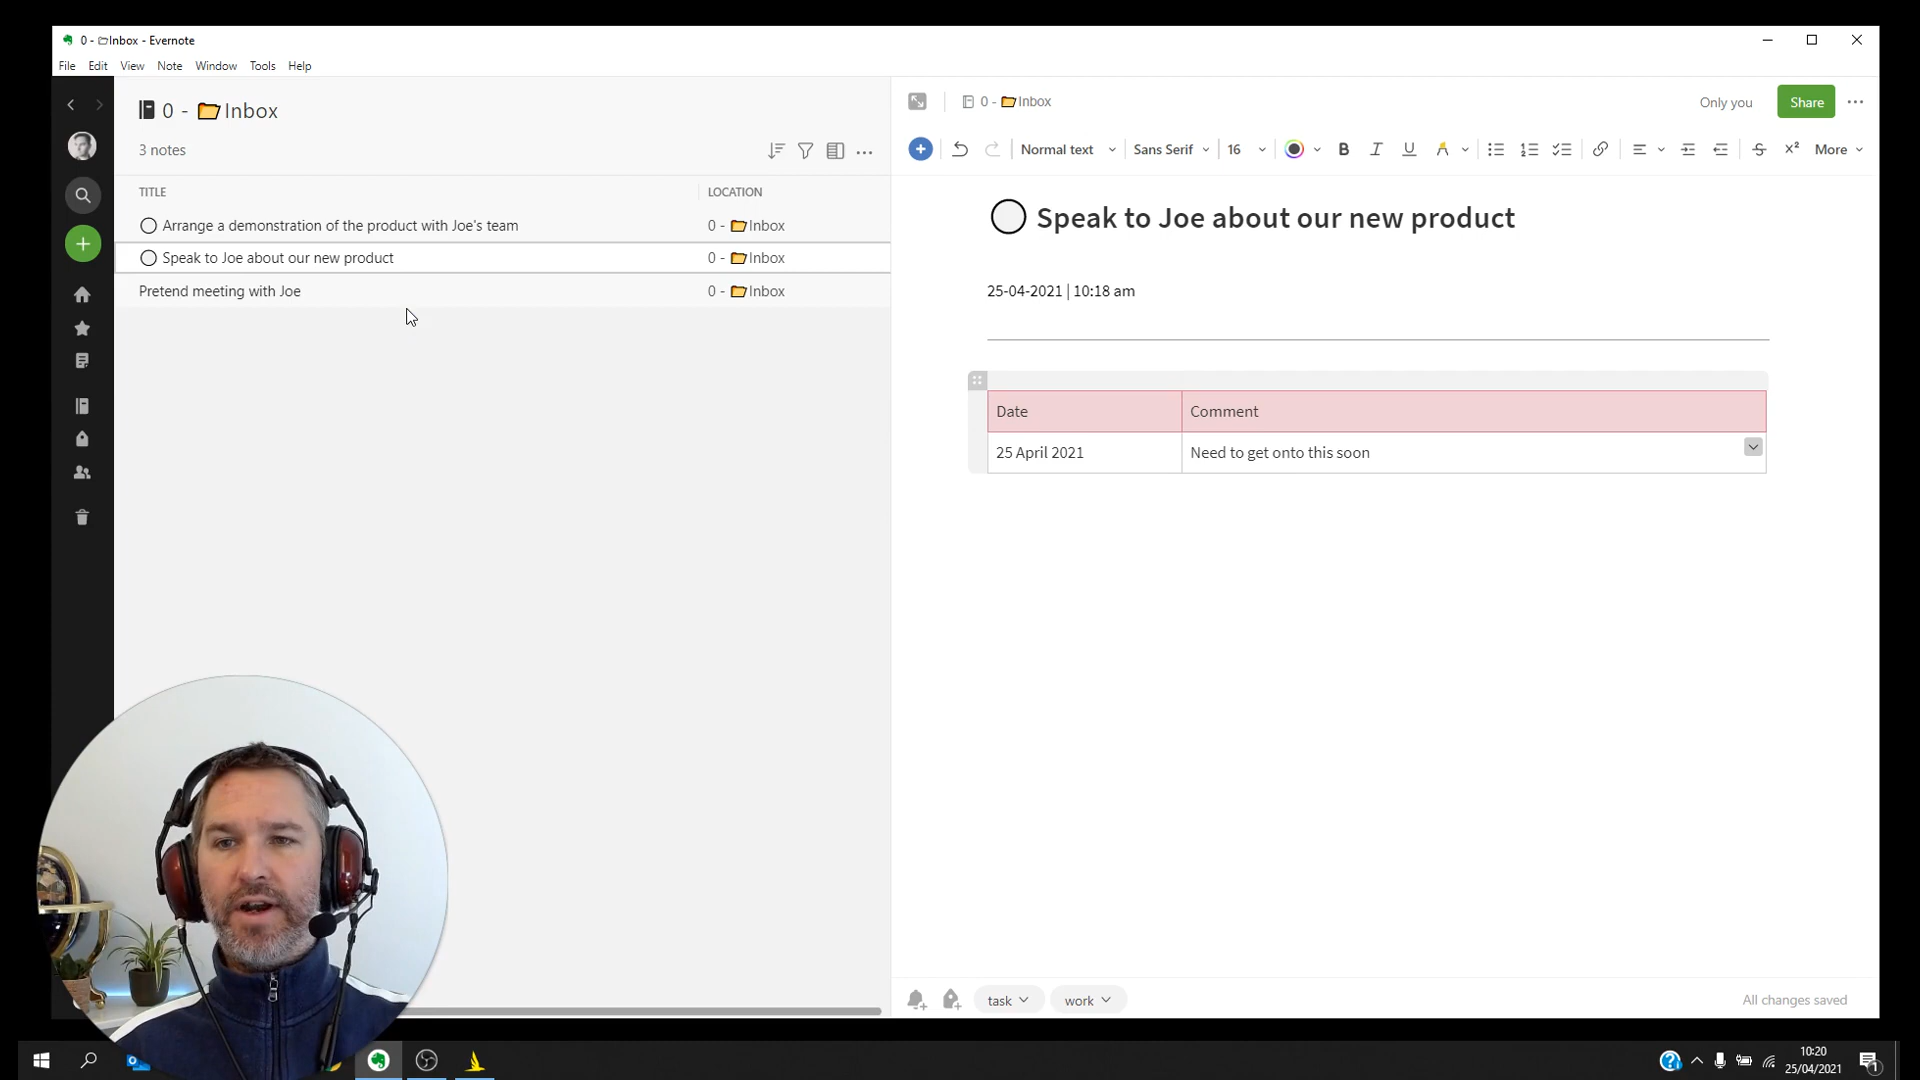 0 - Inbox - Evernote
File Edit View Note Window Tools Help
0 - Inbox
3 notes
TITLE LOCATION
Arrange a demonstration of the product with Joe's team 0 - Inbox
Speak to Joe about our new product 0 - Inbox
Pretend meeting with Joe 0 - Inbox
0 - Inbox Only you Share
Normal text Sans Serif 16 B I U A S X² More
Speak to Joe about our new product
25-04-2021 | 10:18 am
Date Comment
25 April 2021 Need to get onto this soon
task work All changes saved
10:20
25/04/2021
1